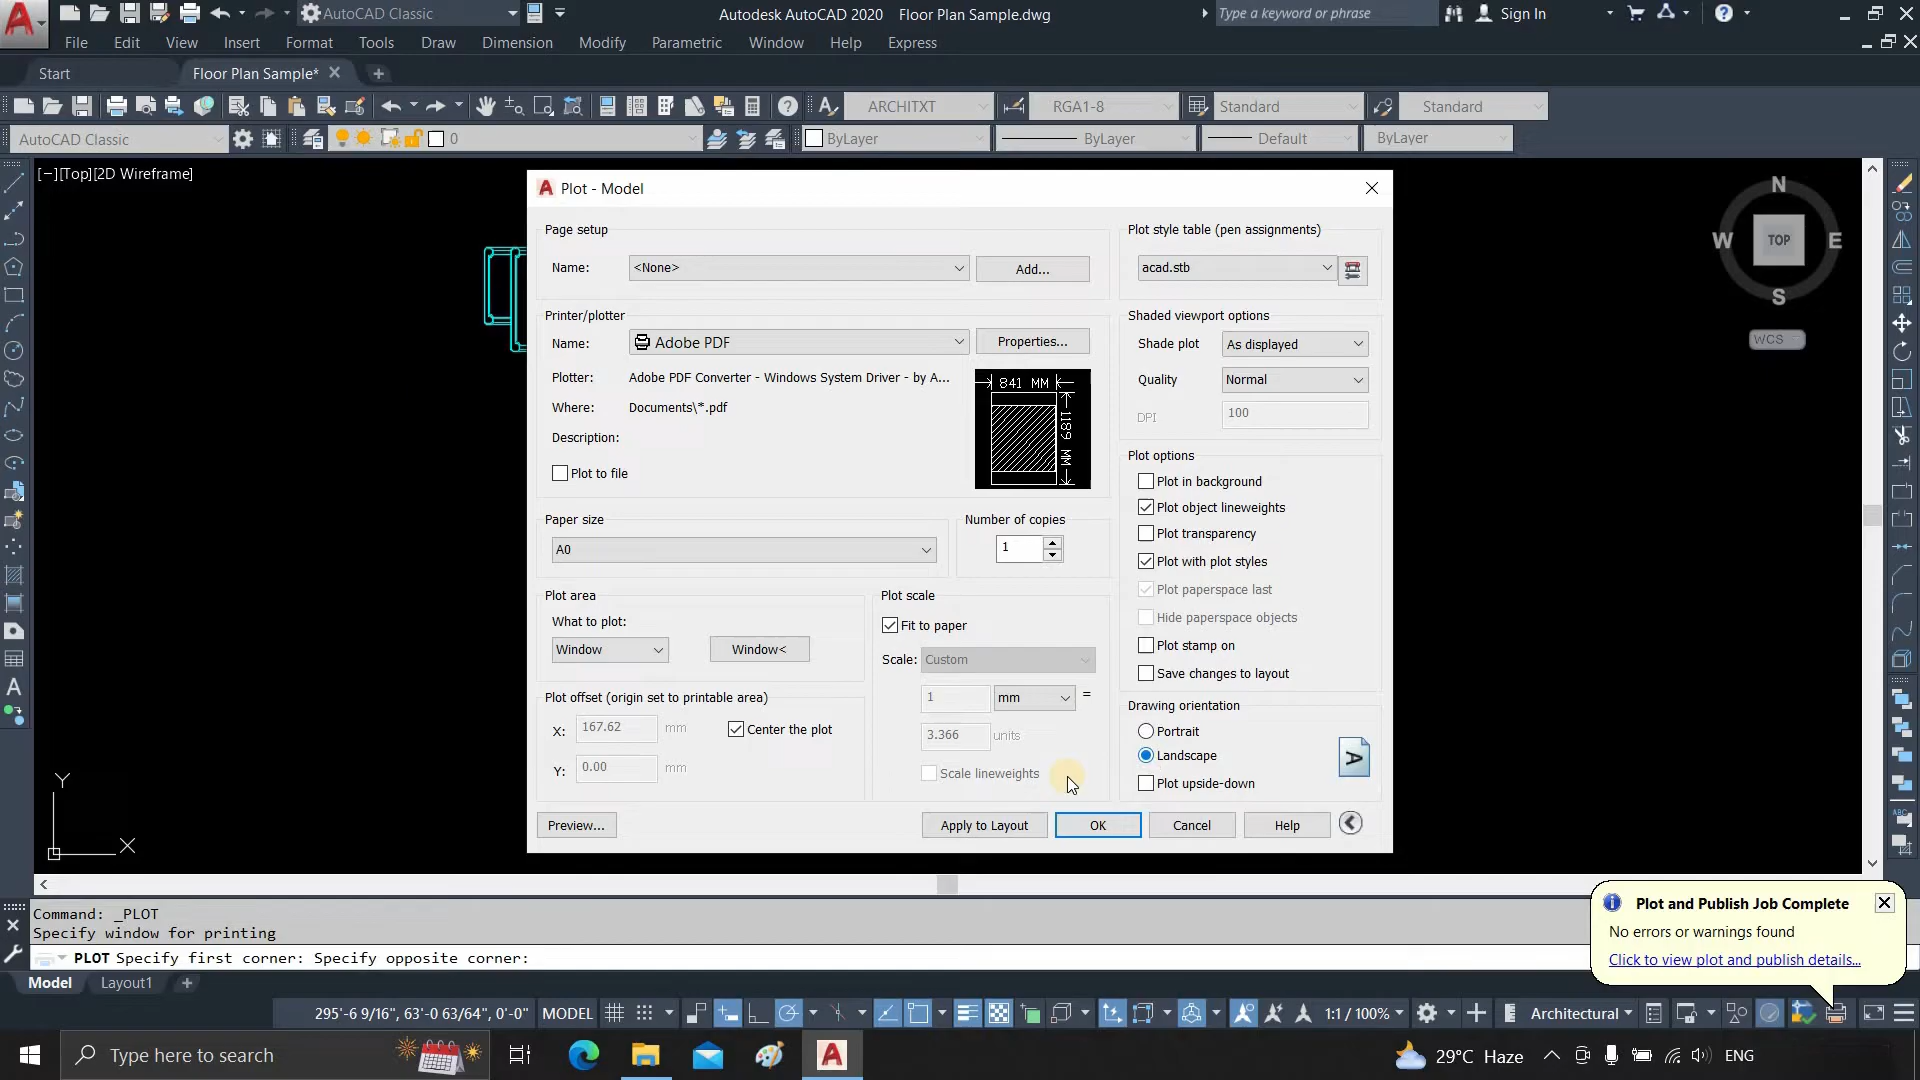 AutoCAD Classic
Autodesk AutoCAD 2020 Floor Plan Sample.dwg
Type a keyword or phrase
Sign In
File Edit View Insert Format Tools Draw Dimension Modify Parametric Window Help Express
Start Floor Plan Sample*
ARCHITXT RGA1-8 Standard Standard
AutoCAD Classic 0 ByLayer ByLayer Default ByLayer
[−][Top][2D Wireframe]
N
W TOP E
S
WCS
Plot - Model
Page setup
Name: <None> Add...
Printer/plotter
Name: Adobe PDF Properties...
Plotter: Adobe PDF Converter - Windows System Driver - by A...
Where: Documents\*.pdf
Description:
Plot to file
841 MM
1189 MM
Paper size
A0
Number of copies
1
Plot area
What to plot:
Window Window<
Plot offset (origin set to printable area)
X: 167.62 mm Center the plot
Y: 0.00 mm
Plot scale
Fit to paper
Scale: Custom
1 mm =
3.366 units
Scale lineweights
Plot style table (pen assignments)
acad.stb
Shaded viewport options
Shade plot As displayed
Quality Normal
DPI 100
Plot options
Plot in background
Plot object lineweights
Plot transparency
Plot with plot styles
Plot paperspace last
Hide paperspace objects
Plot stamp on
Save changes to layout
Drawing orientation
Portrait
Landscape
Plot upside-down
A
Preview... Apply to Layout OK Cancel Help
Y
X
Command: _PLOT
Specify window for printing
PLOT Specify first corner: Specify opposite corner:
Plot and Publish Job Complete
No errors or warnings found
Click to view plot and publish details...
Model Layout1
295'-6 9/16", 63'-0 63/64", 0'-0" MODEL 1:1 / 100% Architectural
Type here to search
29°C Haze ENG